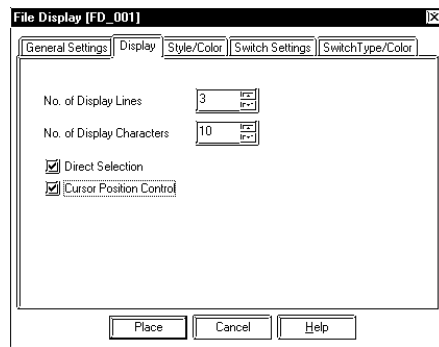 File Display [FD_001]
General Settings Display Style/Color Switch Settings SwitchType/Color
No. of Display Lines 3
No. of Display Characters 10
Direct Selection
Cursor Position Control
Place Cancel Help